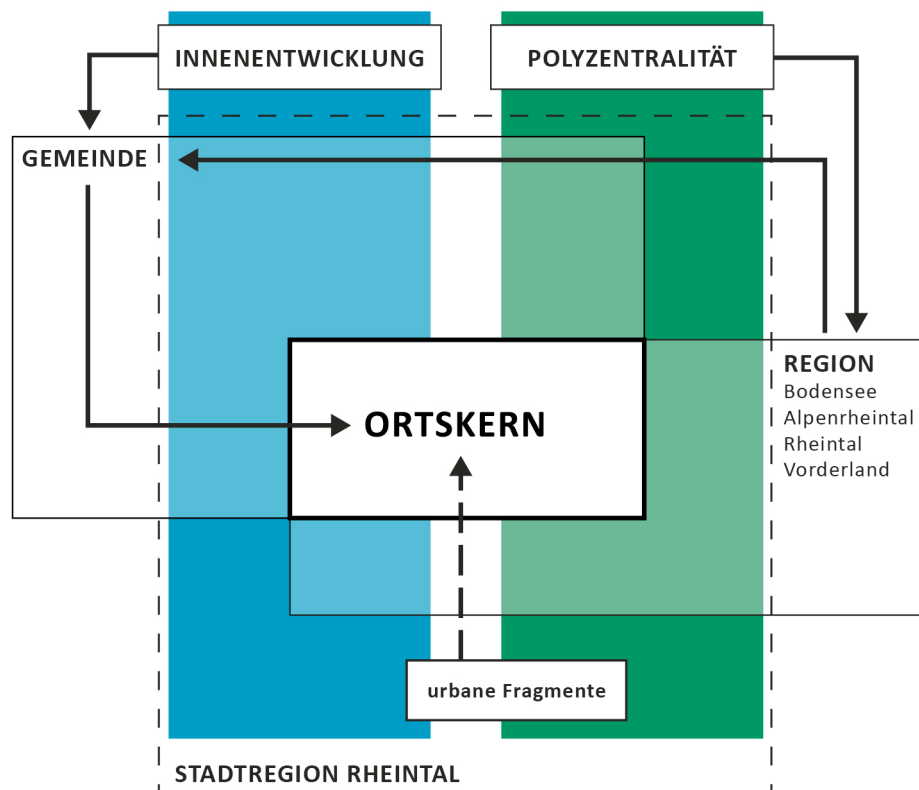 INNENENTWICKLUNG
POLYZENTRALITÄT
GEMEINDE
REGION
Bodensee
Alpenrheintal
Rheintal
Vorderland
ORTSKERN
urbane Fragmente
STADTREGION RHEINTAL